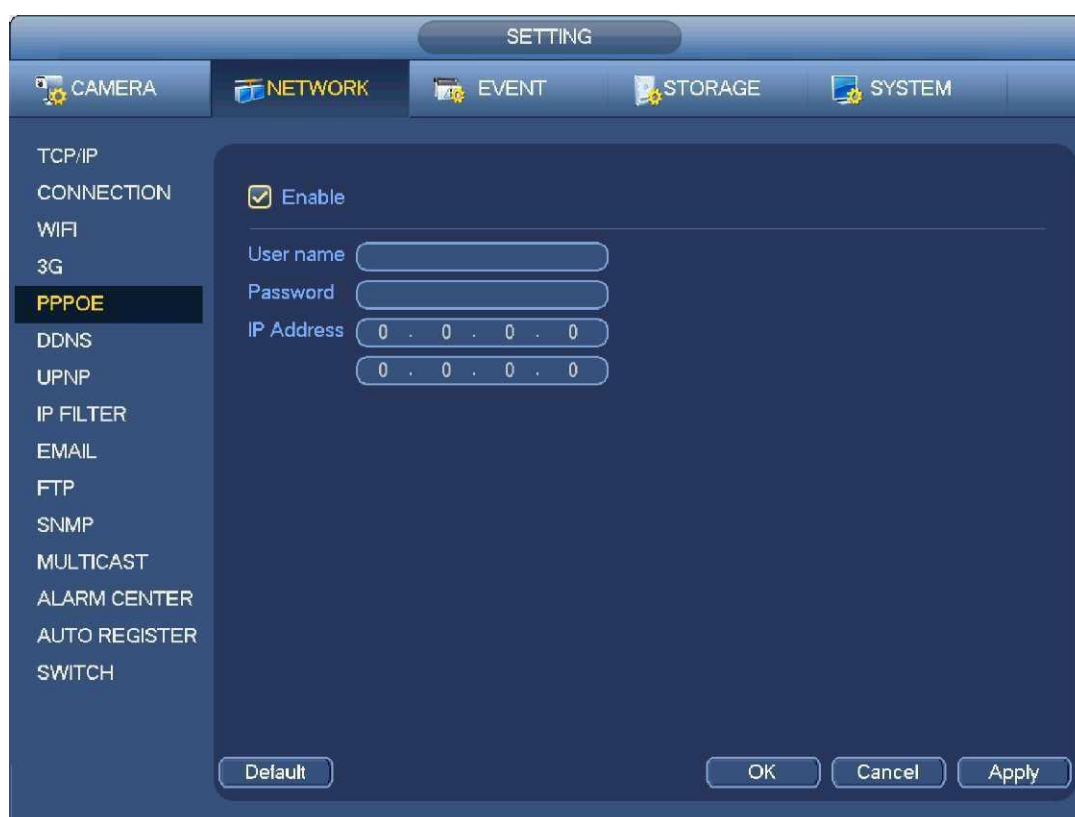 SETTING
CAMERA NETWORK EVENT STORAGE SYSTEM
TCP/IP
CONNECTION
WIFI
3G
PPPOE
DDNS
UPNP
IP FILTER
EMAIL
FTP
SNMP
MULTICAST
ALARM CENTER
AUTO REGISTER
SWITCH
Enable
User name
Password
IP Address 0 . 0 . 0 . 0
0 . 0 . 0 . 0
Default OK Cancel Apply